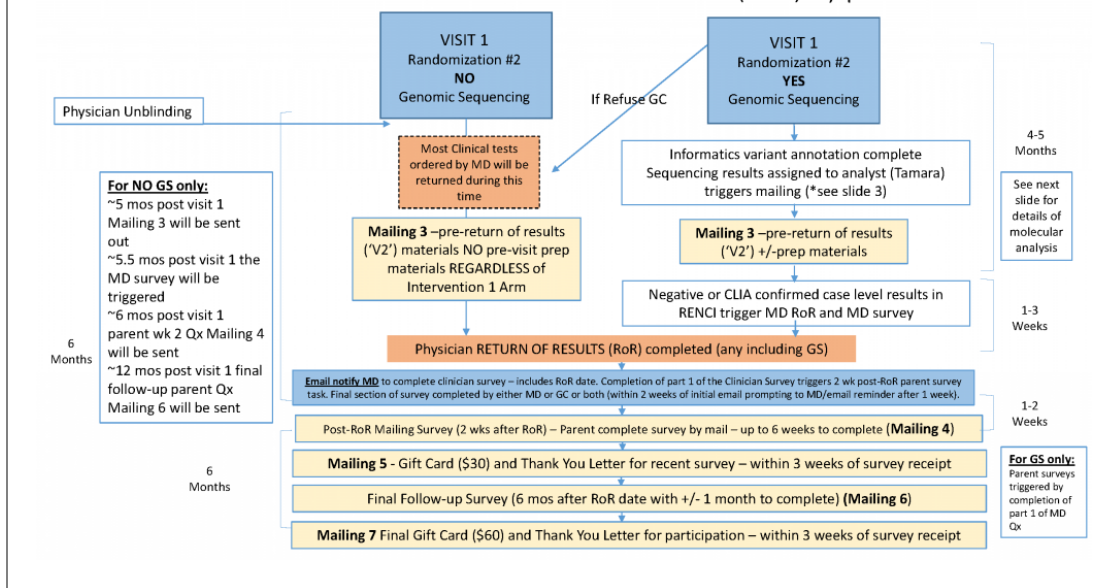 VISIT 1
Randomization #2
NO
Genomic Sequencing
VISIT 1
Randomization #2
YES
Genomic Sequencing
If Refuse GC
Physician Unblinding
Most Clinical tests
ordered by MD will be
returned during this
time
Informatics variant annotation complete
Sequencing results assigned to analyst (Tamara)
triggers mailing (*see slide 3)
4-5
Months
See next
slide for
details of
molecular
analysis
For NO GS only:
~5 mos post visit 1
Mailing 3 will be sent
out
~5.5 mos post visit 1 the
MD survey will be
triggered
~6 mos post visit 1
parent wk 2 Qx Mailing 4
will be sent
~12 mos post visit 1 final
follow-up parent Qx
Mailing 6 will be sent
6
Months
Mailing 3 –pre-return of results
('V2') materials NO pre-visit prep
materials REGARDLESS of
Intervention 1 Arm
Mailing 3 –pre-return of results
('V2') +/-prep materials
Negative or CLIA confirmed case level results in
RENCI trigger MD RoR and MD survey
1-3
Weeks
Physician RETURN OF RESULTS (RoR) completed (any including GS)
Email notify MD to complete clinician survey – includes RoR date. Completion of part 1 of the Clinician Survey triggers 2 wk post-RoR parent survey
task. Final section of survey completed by either MD or GC or both (within 2 weeks of initial email prompting to MD/email reminder after 1 week).
1-2
Weeks
Post-RoR Mailing Survey (2 wks after RoR) – Parent complete survey by mail – up to 6 weeks to complete (Mailing 4)
6
Months
Mailing 5 - Gift Card ($30) and Thank You Letter for recent survey – within 3 weeks of survey receipt
Final Follow-up Survey (6 mos after RoR date with +/- 1 month to complete) (Mailing 6)
Mailing 7 Final Gift Card ($60) and Thank You Letter for participation – within 3 weeks of survey receipt
For GS only:
Parent surveys
triggered by
completion of
part 1 of MD
Qx